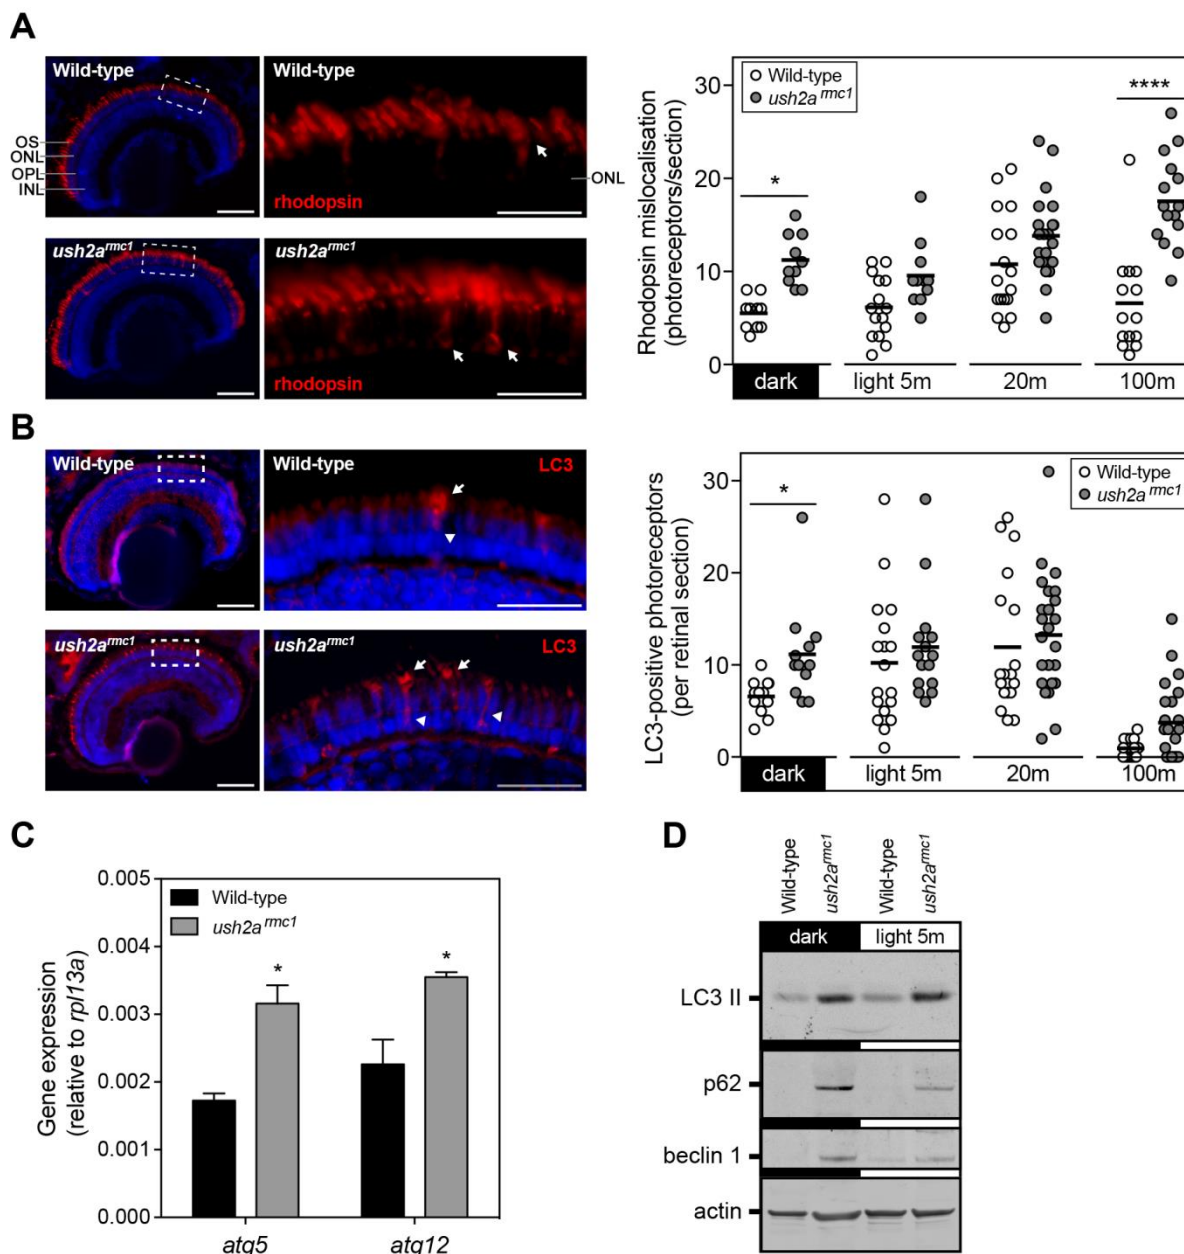 A
Wild-type
Wild-type
OS
ONL
OPL
INL
ONL
rhodopsin
ush2a^rmc1
ush2a^rmc1
rhodopsin
Rhodopsin mislocalisation
(photoreceptors/section)
30
20
10
0
Wild-type
ush2a^rmc1
*
****
dark
light 5m
20m
100m
B
Wild-type
Wild-type
LC3
ush2a^rmc1
ush2a^rmc1
LC3
LC3-positive photoreceptors
(per retinal section)
30
20
10
0
Wild-type
ush2a^rmc1
*
dark
light 5m
20m
100m
C
Gene expression
(relative to rpl13a)
0.005
0.004
0.003
0.002
0.001
0.000
Wild-type
ush2a^rmc1
*
*
atg5
atg12
D
Wild-type
ush2a^rmc1
Wild-type
ush2a^rmc1
dark
light 5m
LC3 II
p62
beclin 1
actin